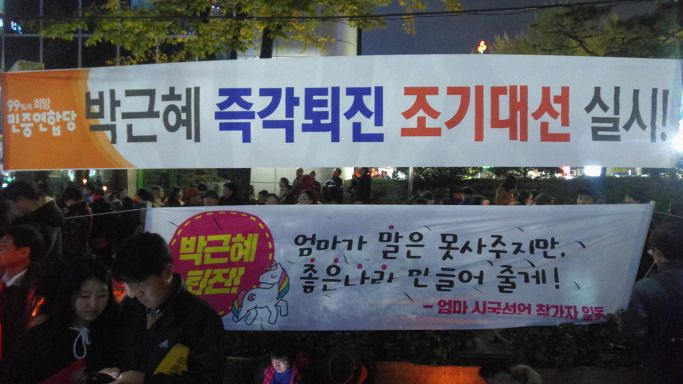 99%의 희망
민중연합당
박근혜 즉각퇴진 조기대선 실시!
박근혜
퇴진!!
엄마가 말은 못사주지만,
좋은나라 만들어 줄게!
- 엄마 시국선언 참가자 일동